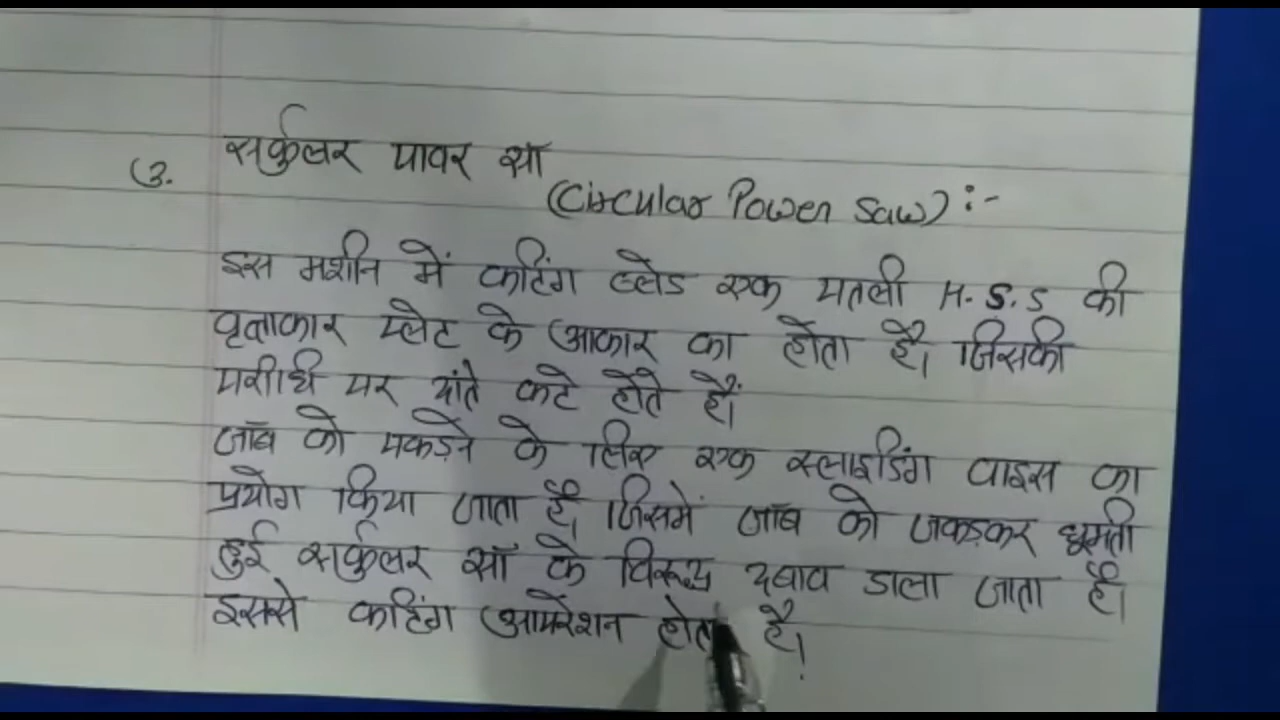 3. सर्कुलर पावर सॉ
(Circular Power Saw) :-
इस मशीन में कटिंग ब्लेड एक पतली H.S.S की
वृत्ताकार प्लेट के आकार का होता है। जिसकी
परीधि पर दांते कटे होते हैं।
जॉब को पकड़ने के लिए एक स्लाइडिंग वाइस का
प्रयोग किया जाता है। जिसमें जॉब को जकड़कर घुमती
हुई सर्कुलर सॉ के विरूद्ध दबाव डाला जाता है।
इससे कटिंग आपरेशन होता है।